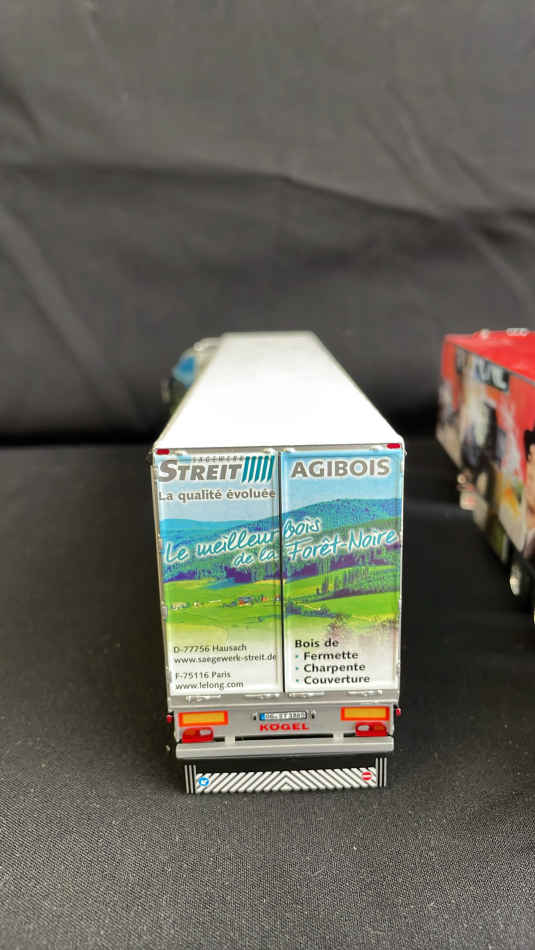 SAEGEWERK
STREIT
La qualité évoluée
AGIBOIS
Le meilleur Bois
de la Forêt-Noire
D-77756 Hausach
www.saegewerk-streit.de
F-75116 Paris
www.lelong.com
Bois de
• Fermette
• Charpente
• Couverture
KÖGEL